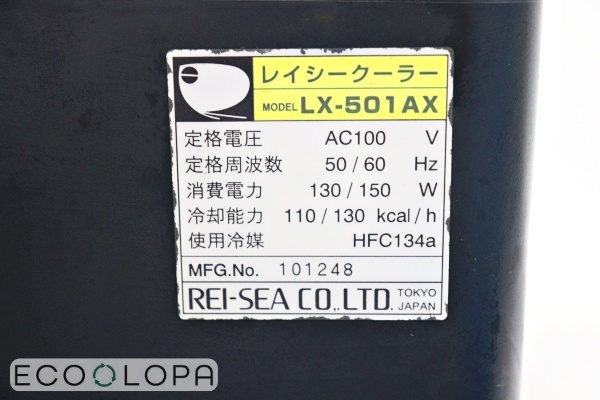 レイシークーラー
MODEL LX-501AX
定格電圧 AC100 V
定格周波数 50/60 Hz
消費電力 130/150 W
冷却能力 110/130 kcal/h
使用冷媒 HFC134a
MFG.No. 101248
REI-SEA CO.,LTD. TOKYO JAPAN
ECOOLOPA